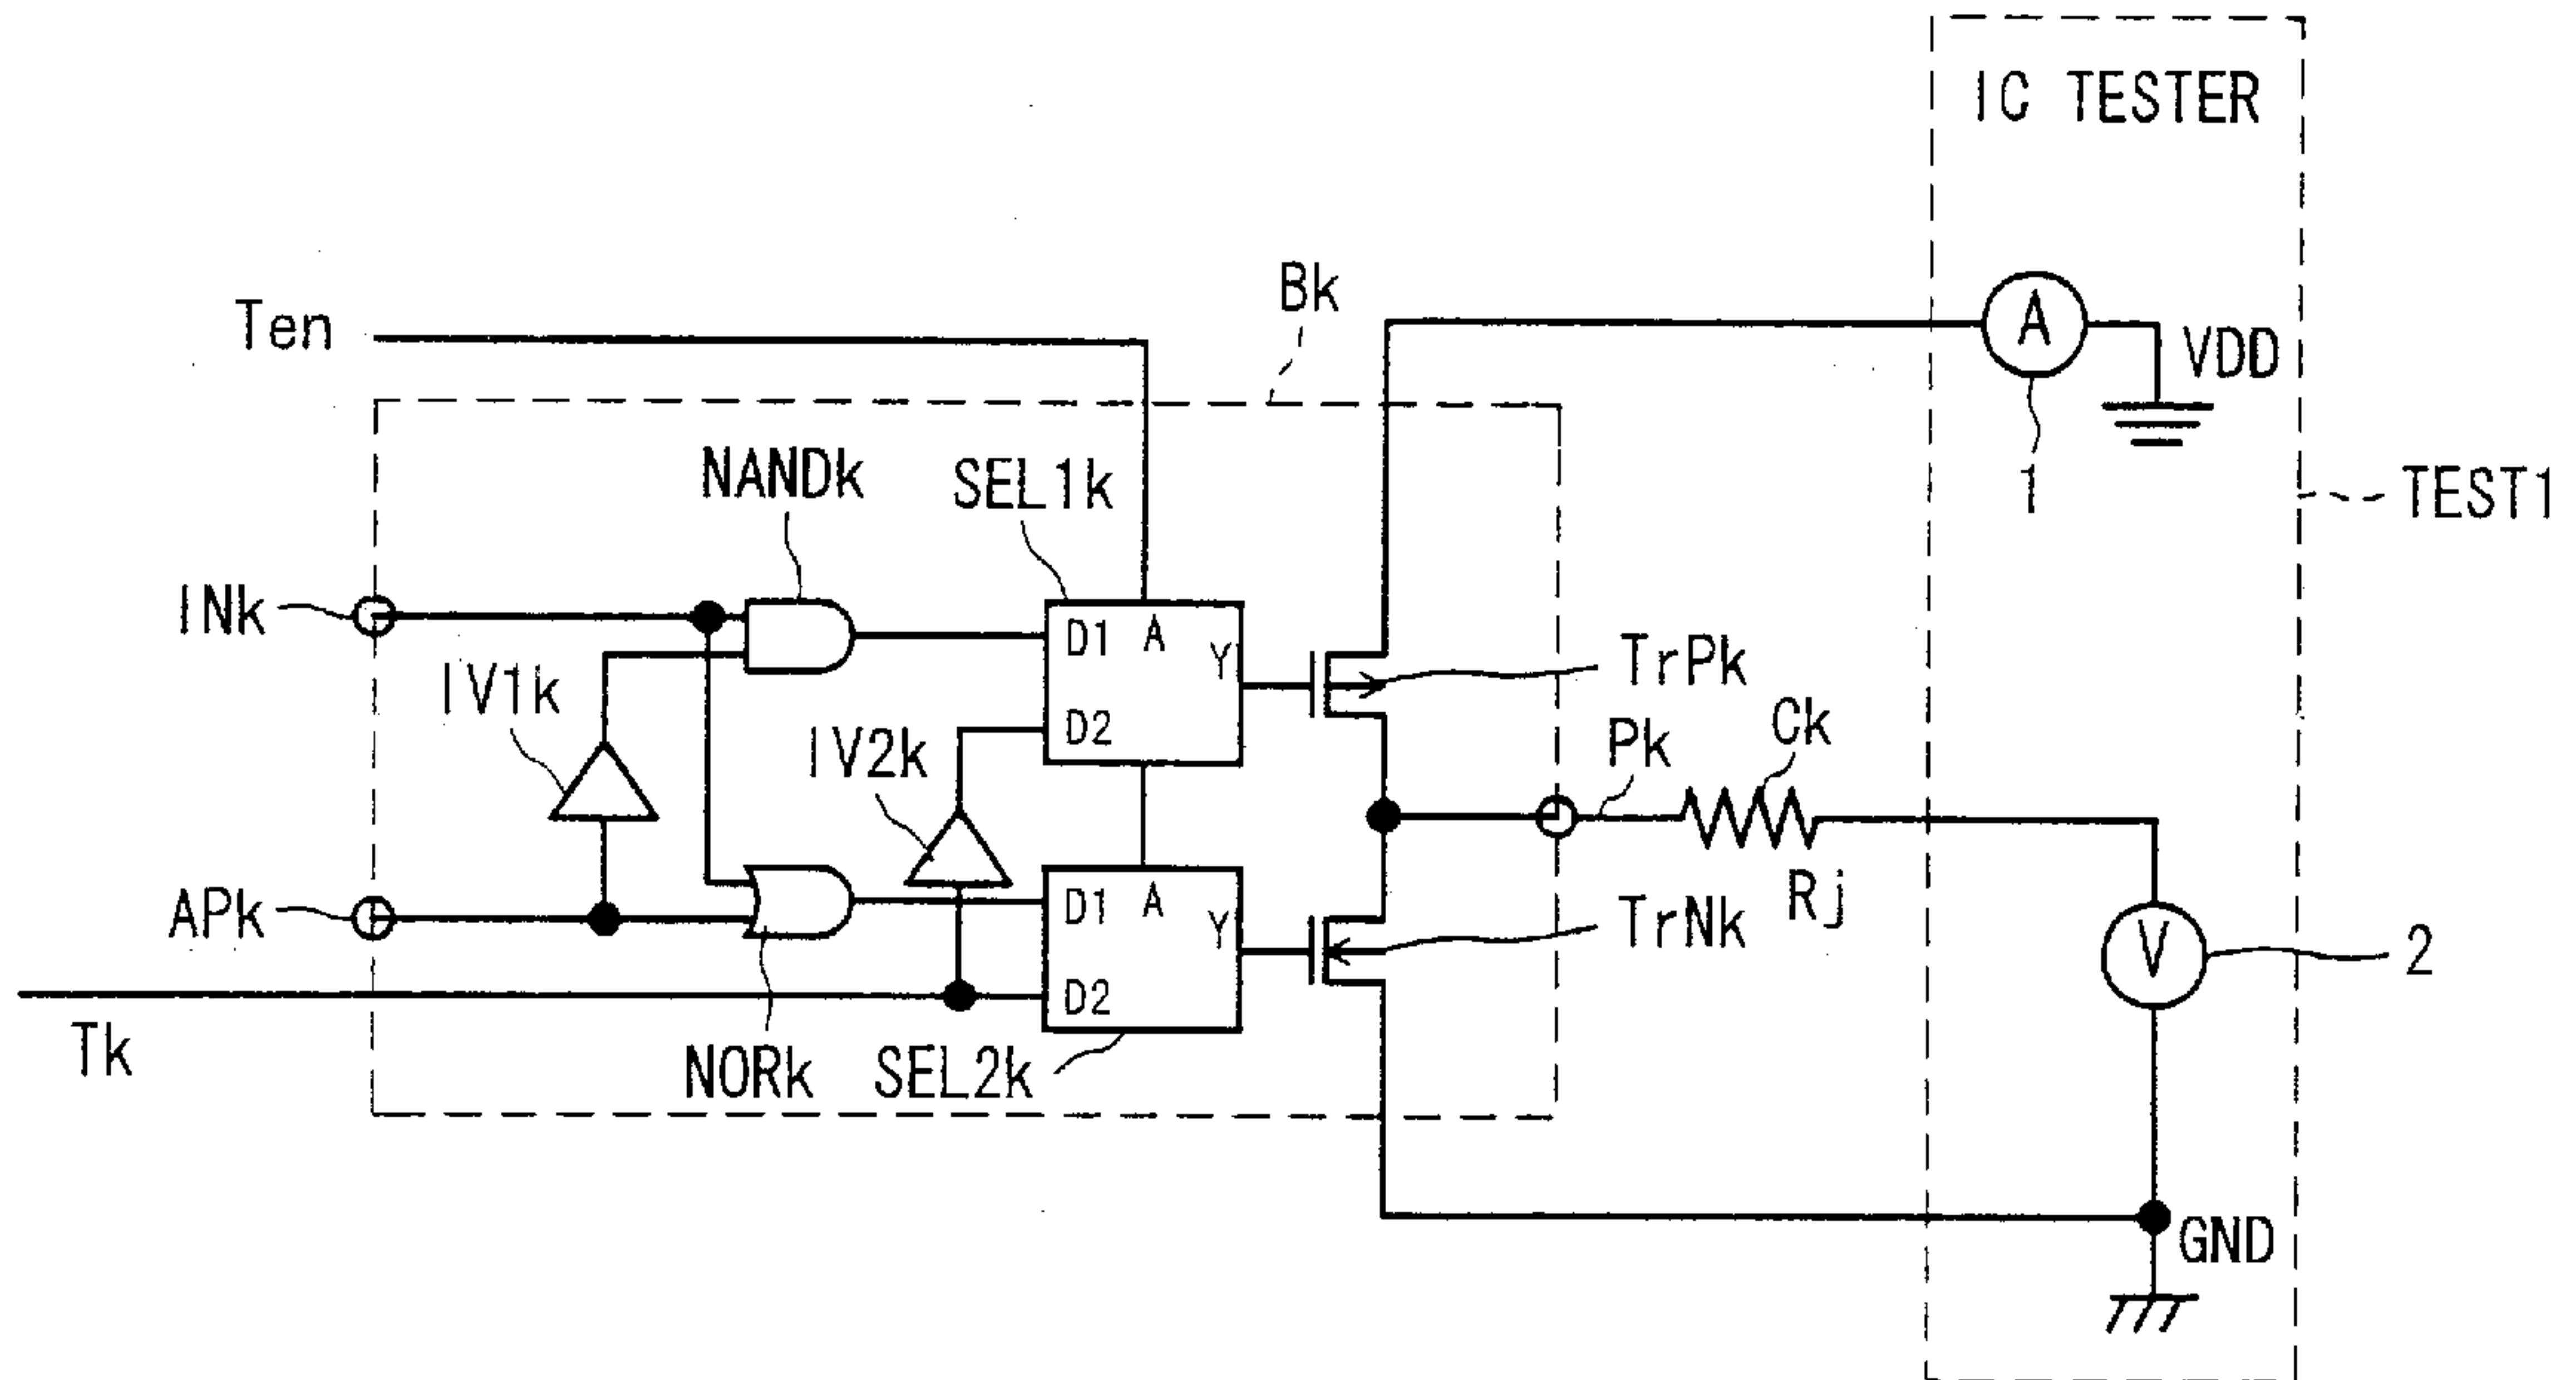 IC TESTER
Bk
Ten
A
VDD
NANDk
SEL1k
1
TEST1
INk
D1
A
Y
TrPk
IV1k
D2
IV2k
Pk
Ck
APk
D1
A
Y
TrNk
Rj
V
2
D2
Tk
NORk
SEL2k
GND